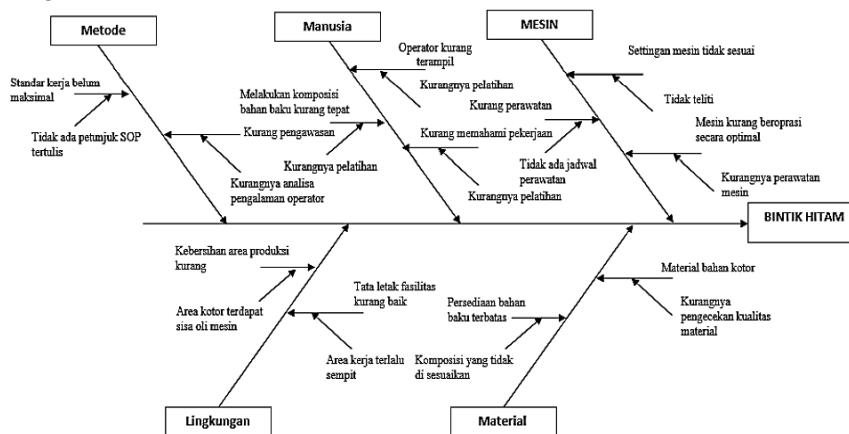 Metode
Manusia
MESIN
Standar kerja belum
maksimal
Tidak ada petunjuk SOP
tertulis
Kurang pengawasan
Kurangnya analisa
pengalaman operator
Operator kurang
terampil
Kurangnya pelatihan
Melakukan komposisi
bahan baku kurang tepat
Kurangnya pelatihan
Kurang memahami pekerjaan
Kurangnya pelatihan
Settingan mesin tidak sesuai
Tidak teliti
Kurang perawatan
Tidak ada jadwal
perawatan
Mesin kurang beroprasi
secara optimal
Kurangnya perawatan
mesin
BINTIK HITAM
Kebersihan area produksi
kurang
Area kotor terdapat
sisa oli mesin
Tata letak fasilitas
kurang baik
Area kerja terlalu
sempit
Material bahan kotor
Kurangnya
pengecekan kualitas
material
Persediaan bahan
baku terbatas
Komposisi yang tidak
di sesuaikan
Lingkungan
Material